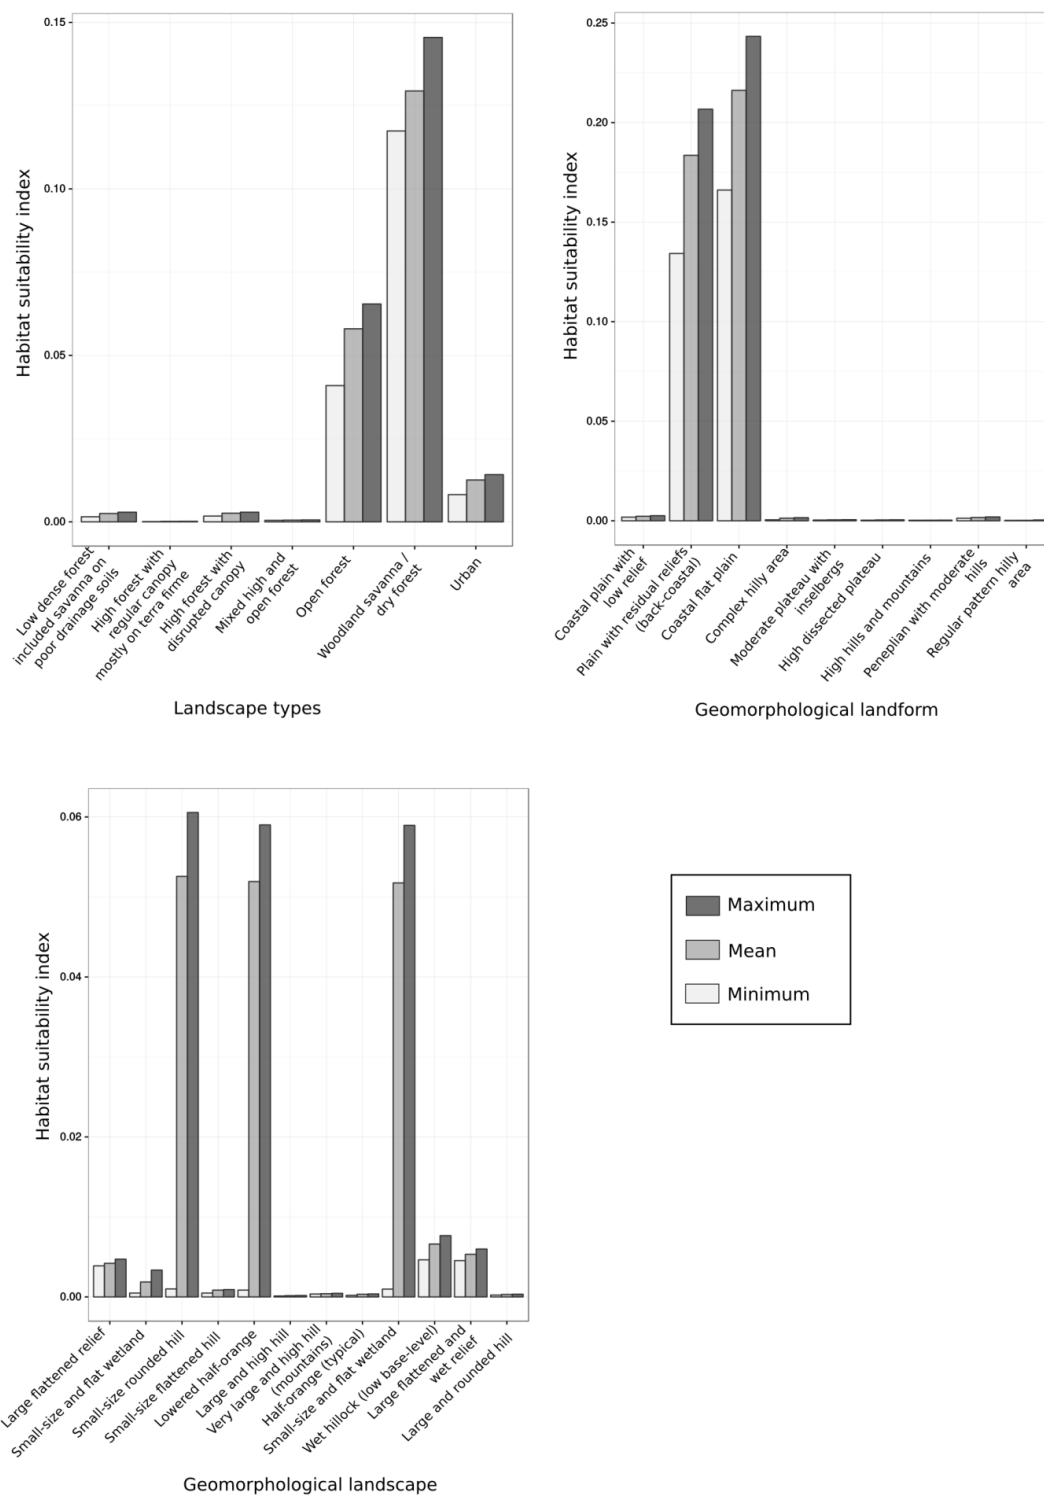 0.15
0.10
0.05
0.00
Habitat suitability index
Low dense forest
included savanna on
poor drainage soils
High forest with
regular canopy
mostly on terra firme
High forest with
disrupted canopy
Mixed high and
open forest
Open forest
Woodland savanna /
dry forest
Urban
Landscape types
0.25
0.20
0.15
0.10
0.05
0.00
Habitat suitability index
Coastal plain with
low relief
Plain with residual reliefs
(back-coastal)
Coastal flat plain
Complex hilly area
Moderate plateau with
inselbergs
High dissected plateau
High hills and mountains
Peneplian with moderate
hills
Regular pattern hilly
area
Geomorphological landform
0.06
0.04
0.02
0.00
Habitat suitability index
Large flattened relief
Small-size and flat wetland
Small-size rounded hill
Small-size flattened hill
Lowered half-orange
Large and high hill
Very large and high hill
(mountains)
Half-orange (typical)
Small-size and flat wetland
Wet hillock (low base-level)
Large flattened and
wet relief
Large and rounded hill
Geomorphological landscape
Maximum
Mean
Minimum